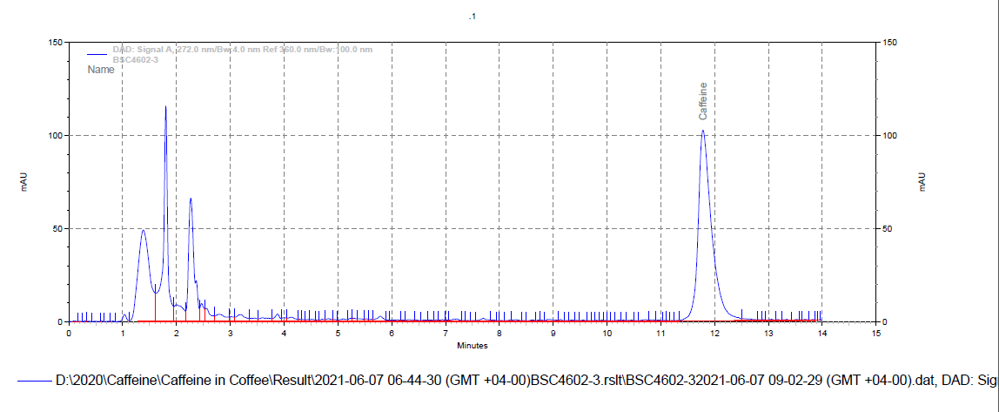 .1
150
DAD: Signal A, 272.0 nm/Bw:4.0 nm Ref 360.0 nm/Bw:100.0 nm
150
BSC4602-3
Name
Caffeine
100
100
mAU
mAU
50
50
0
0
0 1 2 3 4 5 6 7 8 9 10 11 12 13 14 15
Minutes
D:\2020\Caffeine\Caffeine in Coffee\Result\2021-06-07 06-44-30 (GMT +04-00)BSC4602-3.rslt\BSC4602-32021-06-07 09-02-29 (GMT +04-00).dat, DAD: Sig